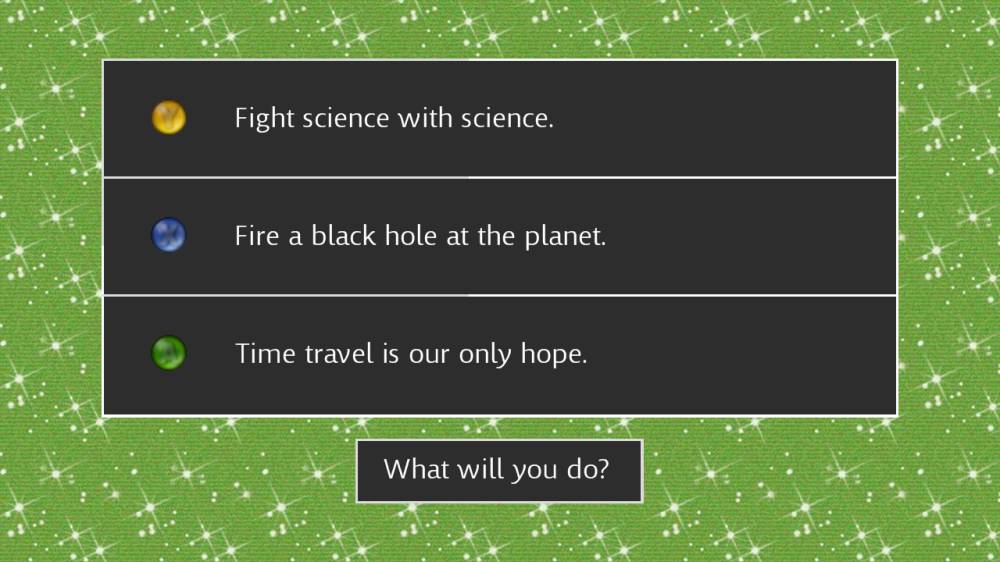 Fight science with science.
Fire a black hole at the planet.
Time travel is our only hope.
What will you do?